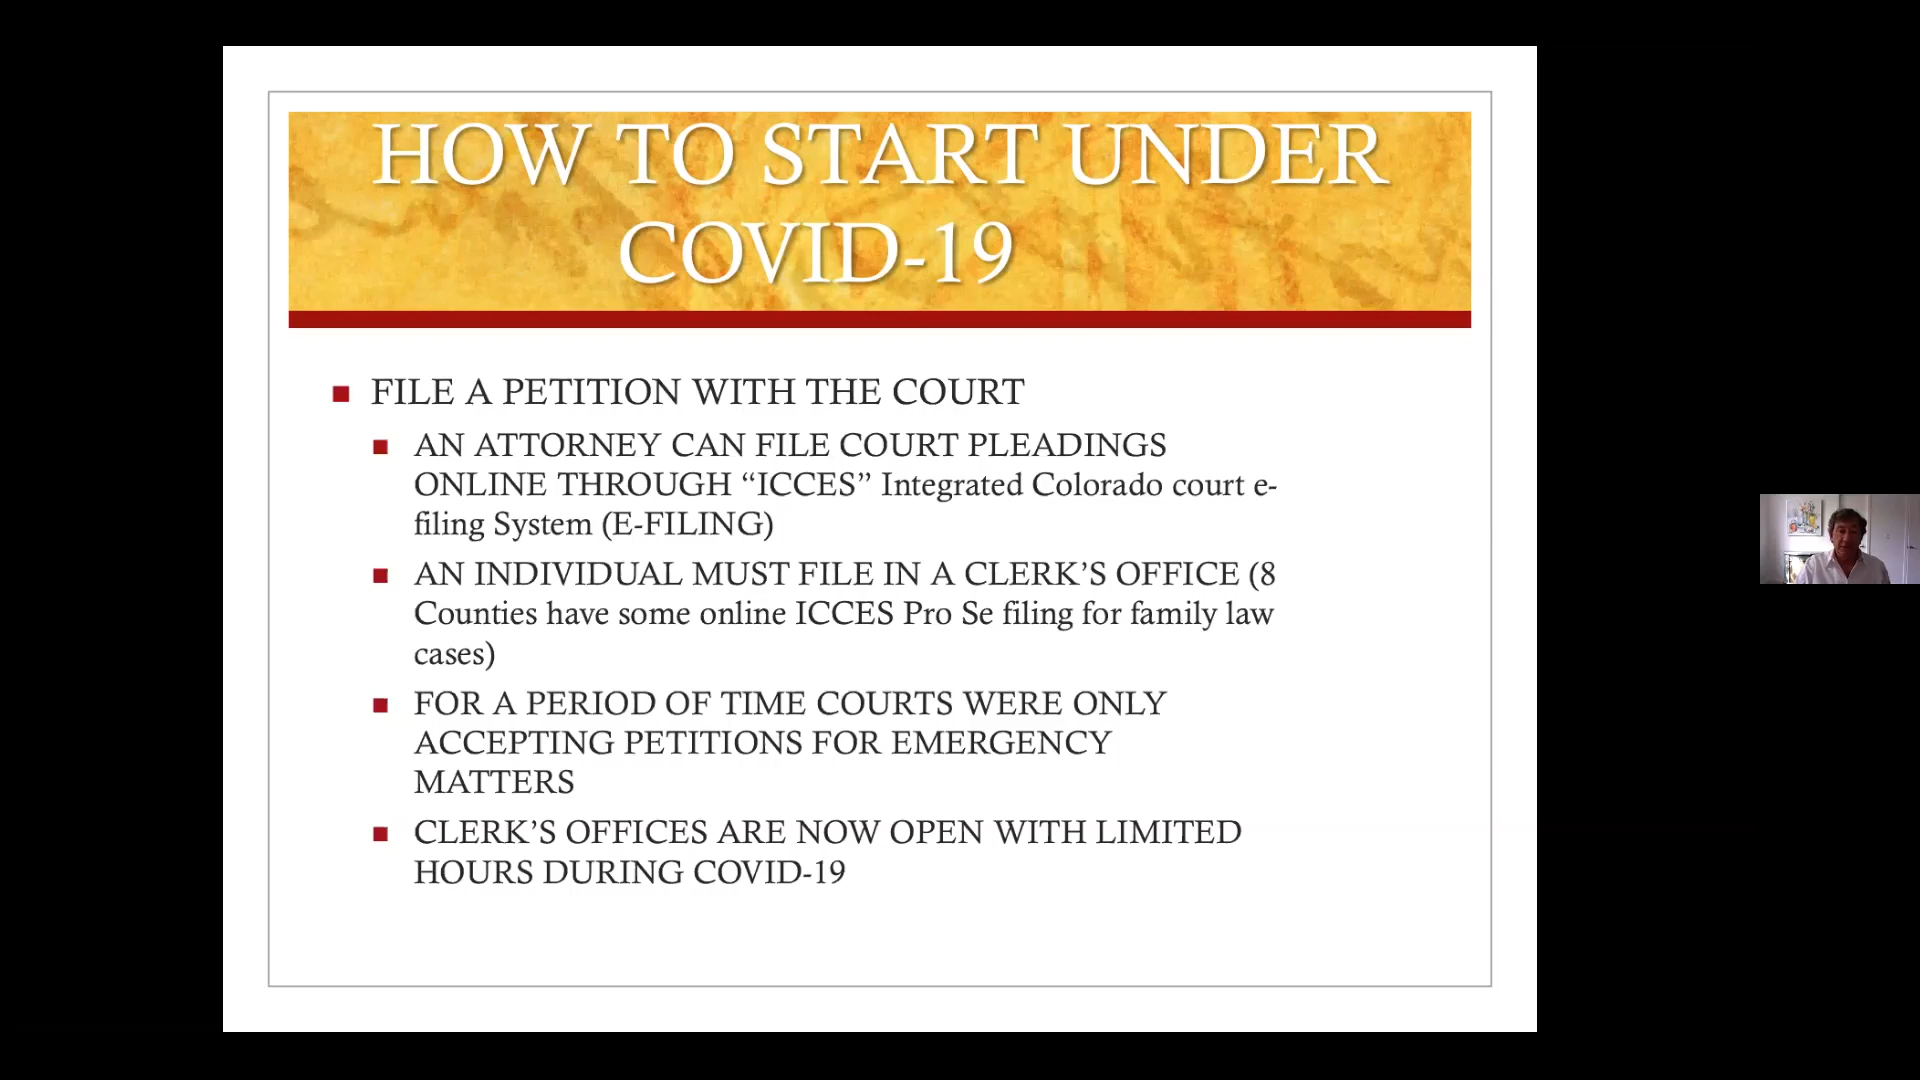 HOW TO START UNDER
COVID-19
FILE A PETITION WITH THE COURT
AN ATTORNEY CAN FILE COURT PLEADINGS
ONLINE THROUGH “ICCES” Integrated Colorado court e-
filing System (E-FILING)
AN INDIVIDUAL MUST FILE IN A CLERK’S OFFICE (8
Counties have some online ICCES Pro Se filing for family law
cases)
FOR A PERIOD OF TIME COURTS WERE ONLY
ACCEPTING PETITIONS FOR EMERGENCY
MATTERS
CLERK’S OFFICES ARE NOW OPEN WITH LIMITED
HOURS DURING COVID-19